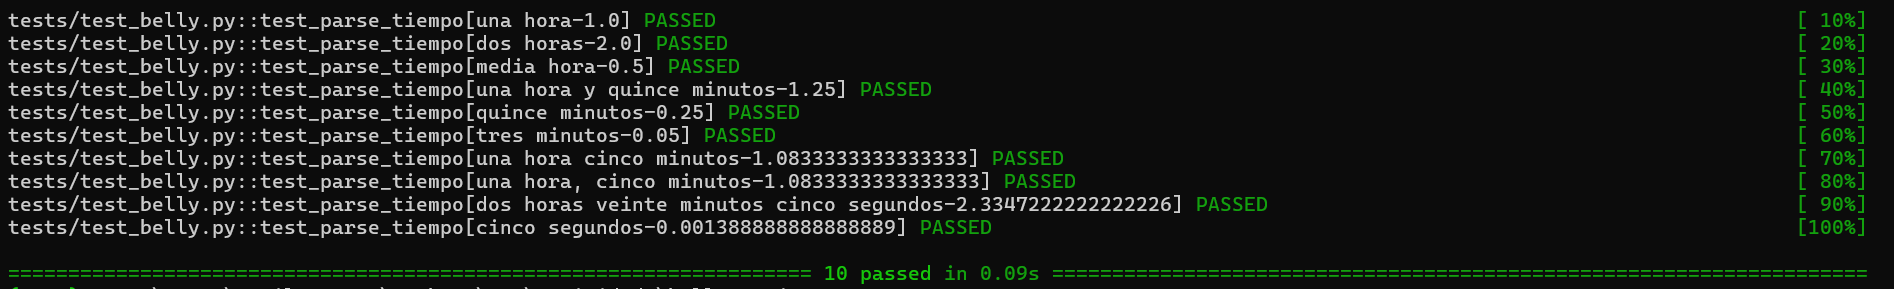 tests/test_belly.py::test_parse_tiempo[una hora-1.0] PASSED [ 10%]
tests/test_belly.py::test_parse_tiempo[dos horas-2.0] PASSED [ 20%]
tests/test_belly.py::test_parse_tiempo[media hora-0.5] PASSED [ 30%]
tests/test_belly.py::test_parse_tiempo[una hora y quince minutos-1.25] PASSED [ 40%]
tests/test_belly.py::test_parse_tiempo[quince minutos-0.25] PASSED [ 50%]
tests/test_belly.py::test_parse_tiempo[tres minutos-0.05] PASSED [ 60%]
tests/test_belly.py::test_parse_tiempo[una hora cinco minutos-1.0833333333333333] PASSED [ 70%]
tests/test_belly.py::test_parse_tiempo[una hora, cinco minutos-1.0833333333333333] PASSED [ 80%]
tests/test_belly.py::test_parse_tiempo[dos horas veinte minutos cinco segundos-2.3347222222222226] PASSED [ 90%]
tests/test_belly.py::test_parse_tiempo[cinco segundos-0.001388888888888889] PASSED [100%]
=================================================================== 10 passed in 0.09s ====================================================================